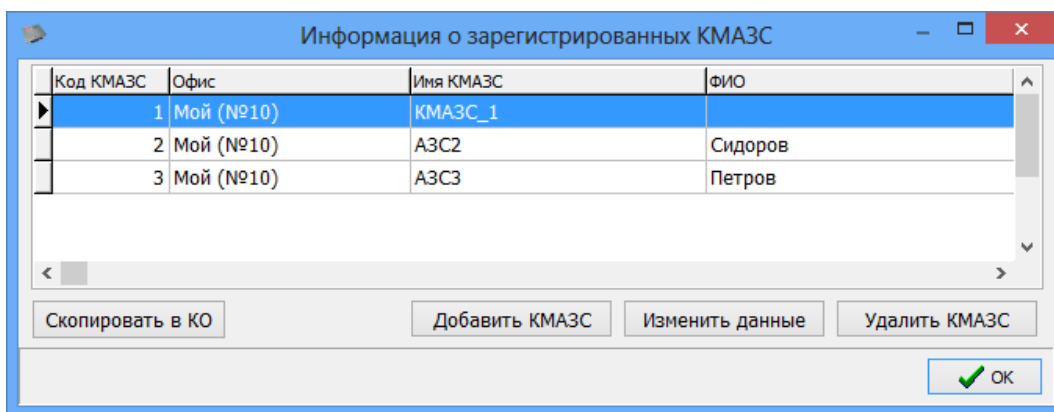 Информация о зарегистрированных КМАЗС
Код КМАЗС Офис Имя КМАЗС ФИО
1 Мой (№10) КМАЗС_1
2 Мой (№10) АЗС2 Сидоров
3 Мой (№10) АЗС3 Петров
Скопировать в КО Добавить КМАЗС Изменить данные Удалить КМАЗС
ОК